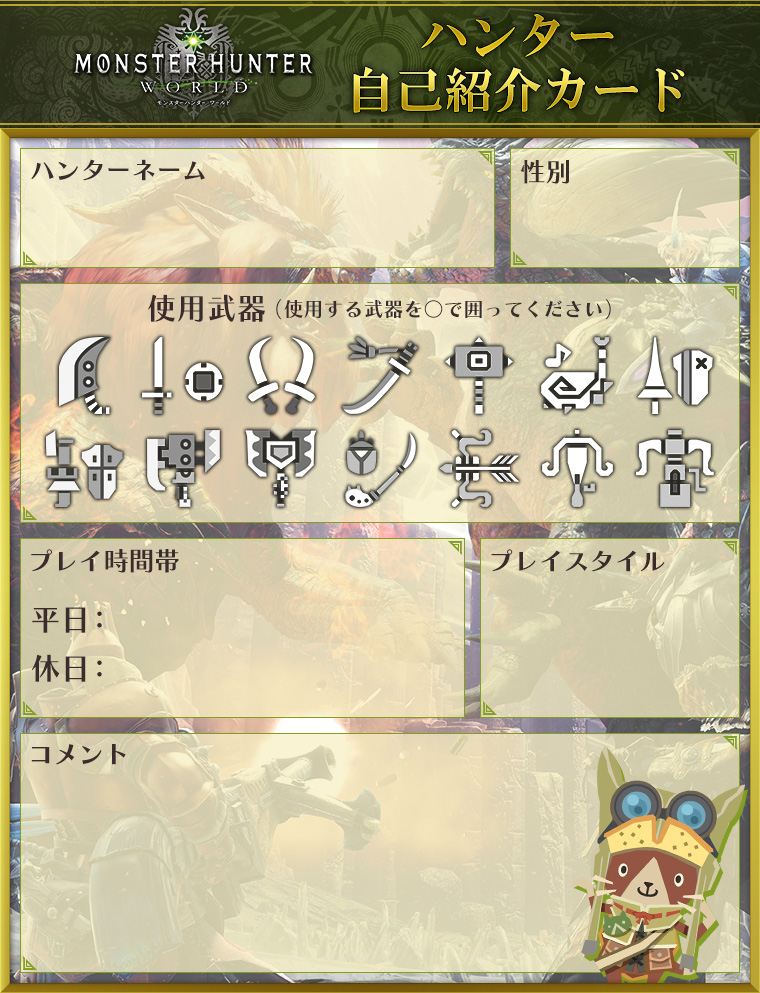 MONSTER HUNTER
WORLD
モンスターハンター:ワールド
ハンター
自己紹介カード
ハンターネーム
性別
使用武器（使用する武器を○で囲ってください）
プレイ時間帯
プレイスタイル
平日：
休日：
コメント